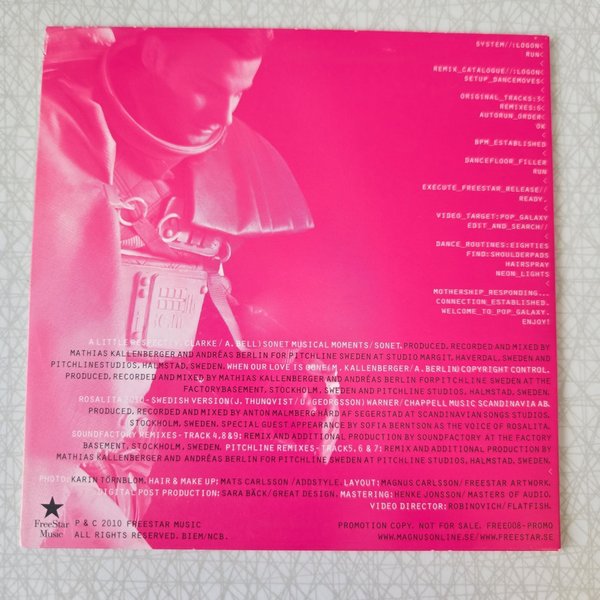 SYSTEM//:LOGON<
RUN<
<
REMIX_CATALOGUE//:LOGON<
SETUP_DANCEMOVES<
<
ORIGINAL_TRACKS:3<
REMIXES:6<
AUTORUN_ORDER<
OK
<
BPM_ESTABLISHED
<
DANCEFLOOR_FILLER
RUN
<
EXECUTE_FREESTAR_RELEASE//
READY.
<
VIDEO_TARGET:POP_GALAXY
EDIT_AND_SEARCH//
<
DANCE_ROUTINES:EIGHTIES
FIND:SHOULDERPADS
HAIRSPRAY
NEON_LIGHTS
<
MOTHERSHIP_RESPONDING...
CONNECTION_ESTABLISHED.
WELCOME_TO_POP_GALAXY.
ENJOY!
A LITTLE RESPECT(V. CLARKE/A. BELL) SONET MUSICAL MOMENTS/SONET. PRODUCED, RECORDED AND MIXED BY
MATHIAS KALLENBERGER AND ANDRÉAS BERLIN FOR PITCHLINE SWEDEN AT STUDIO MARGIT, HAVERDAL, SWEDEN AND
PITCHLINESTUDIOS, HALMSTAD, SWEDEN. WHEN OUR LOVE IS GONE(M. KALLENBERGER/A. BERLIN) COPYRIGHT CONTROL.
PRODUCED, RECORDED AND MIXED BY MATHIAS KALLENBERGER AND ANDRÉAS BERLIN FOR PITCHLINE SWEDEN AT THE
FACTORYBASEMENT, STOCKHOLM, SWEDEN AND PITCHLINE STUDIOS, HALMSTAD, SWEDEN.
ROSALITA 2010 - SWEDISH VERSION(J. THUNQVIST/U. GEORGSSON) WARNER/CHAPPELL MUSIC SCANDINAVIA AB.
PRODUCED, RECORDED AND MIXED BY ANTON MALMBERG HÅRD AF SEGERSTAD AT SCANDINAVIAN SONGS STUDIOS,
STOCKHOLM, SWEDEN. SPECIAL GUEST APPEARANCE BY SOFIA BERNTSON AS THE VOICE OF ROSALITA.
SOUNDFACTORY REMIXES - TRACK 4, 8&9: REMIX AND ADDITIONAL PRODUCTION BY SOUNDFACTORY AT THE FACTORY
BASEMENT, STOCKHOLM, SWEDEN. PITCHLINE REMIXES - TRACK 5, 6 & 7: REMIX AND ADDITIONAL PRODUCTION BY
MATHIAS KALLENBERGER AND ANDRÉAS BERLIN FOR PITCHLINE SWEDEN AT PITCHLINE STUDIOS, HALMSTAD, SWEDEN.
<
PHOTO: KARIN TÖRNBLOM. HAIR & MAKE UP: MATS CARLSSON/ADDSTYLE. LAYOUT: MAGNUS CARLSSON/FREESTAR ARTWORK.
DIGITAL POST PRODUCTION: SARA BÄCK/GREAT DESIGN. MASTERING: HENKE JONSSON/MASTERS OF AUDIO.
VIDEO DIRECTOR: ROBINOVICH/FLATFISH.
FreeStar
Music
P & C 2010 FREESTAR MUSIC
ALL RIGHTS RESERVED. BIEM/NCB.
PROMOTION COPY. NOT FOR SALE. FREE008-PROMO
WWW.MAGNUSONLINE.SE/WWW.FREESTAR.SE